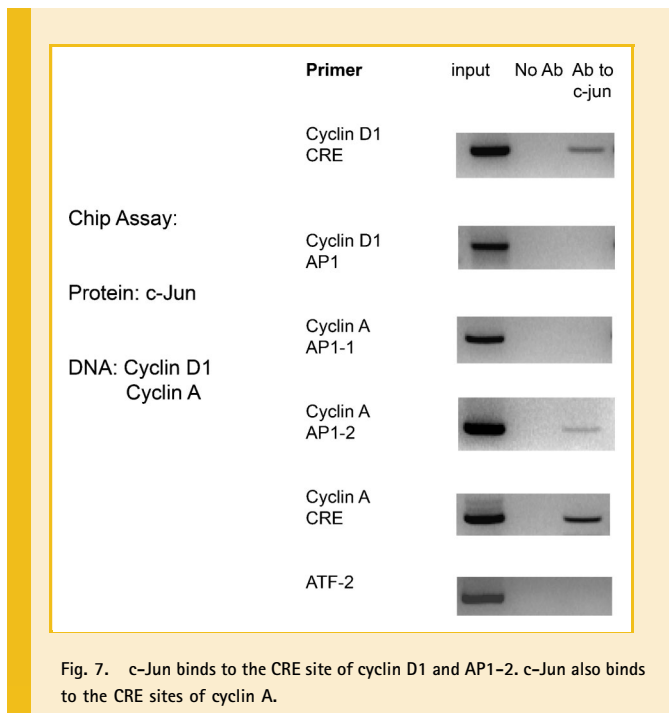 Primer input No Ab Ab to
c-jun
Cyclin D1
CRE
Chip Assay:
Cyclin D1
AP1
Protein: c-Jun
Cyclin A
AP1-1
DNA: Cyclin D1
Cyclin A
Cyclin A
AP1-2
Cyclin A
CRE
ATF-2
Fig. 7. c-Jun binds to the CRE site of cyclin D1 and AP1-2. c-Jun also binds
to the CRE sites of cyclin A.